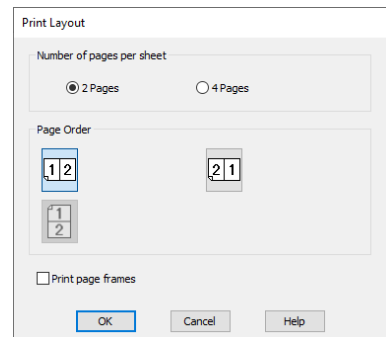 Print Layout
Number of pages per sheet
2 Pages 4 Pages
Page Order
1 2 2 1
1
2
Print page frames
OK Cancel Help